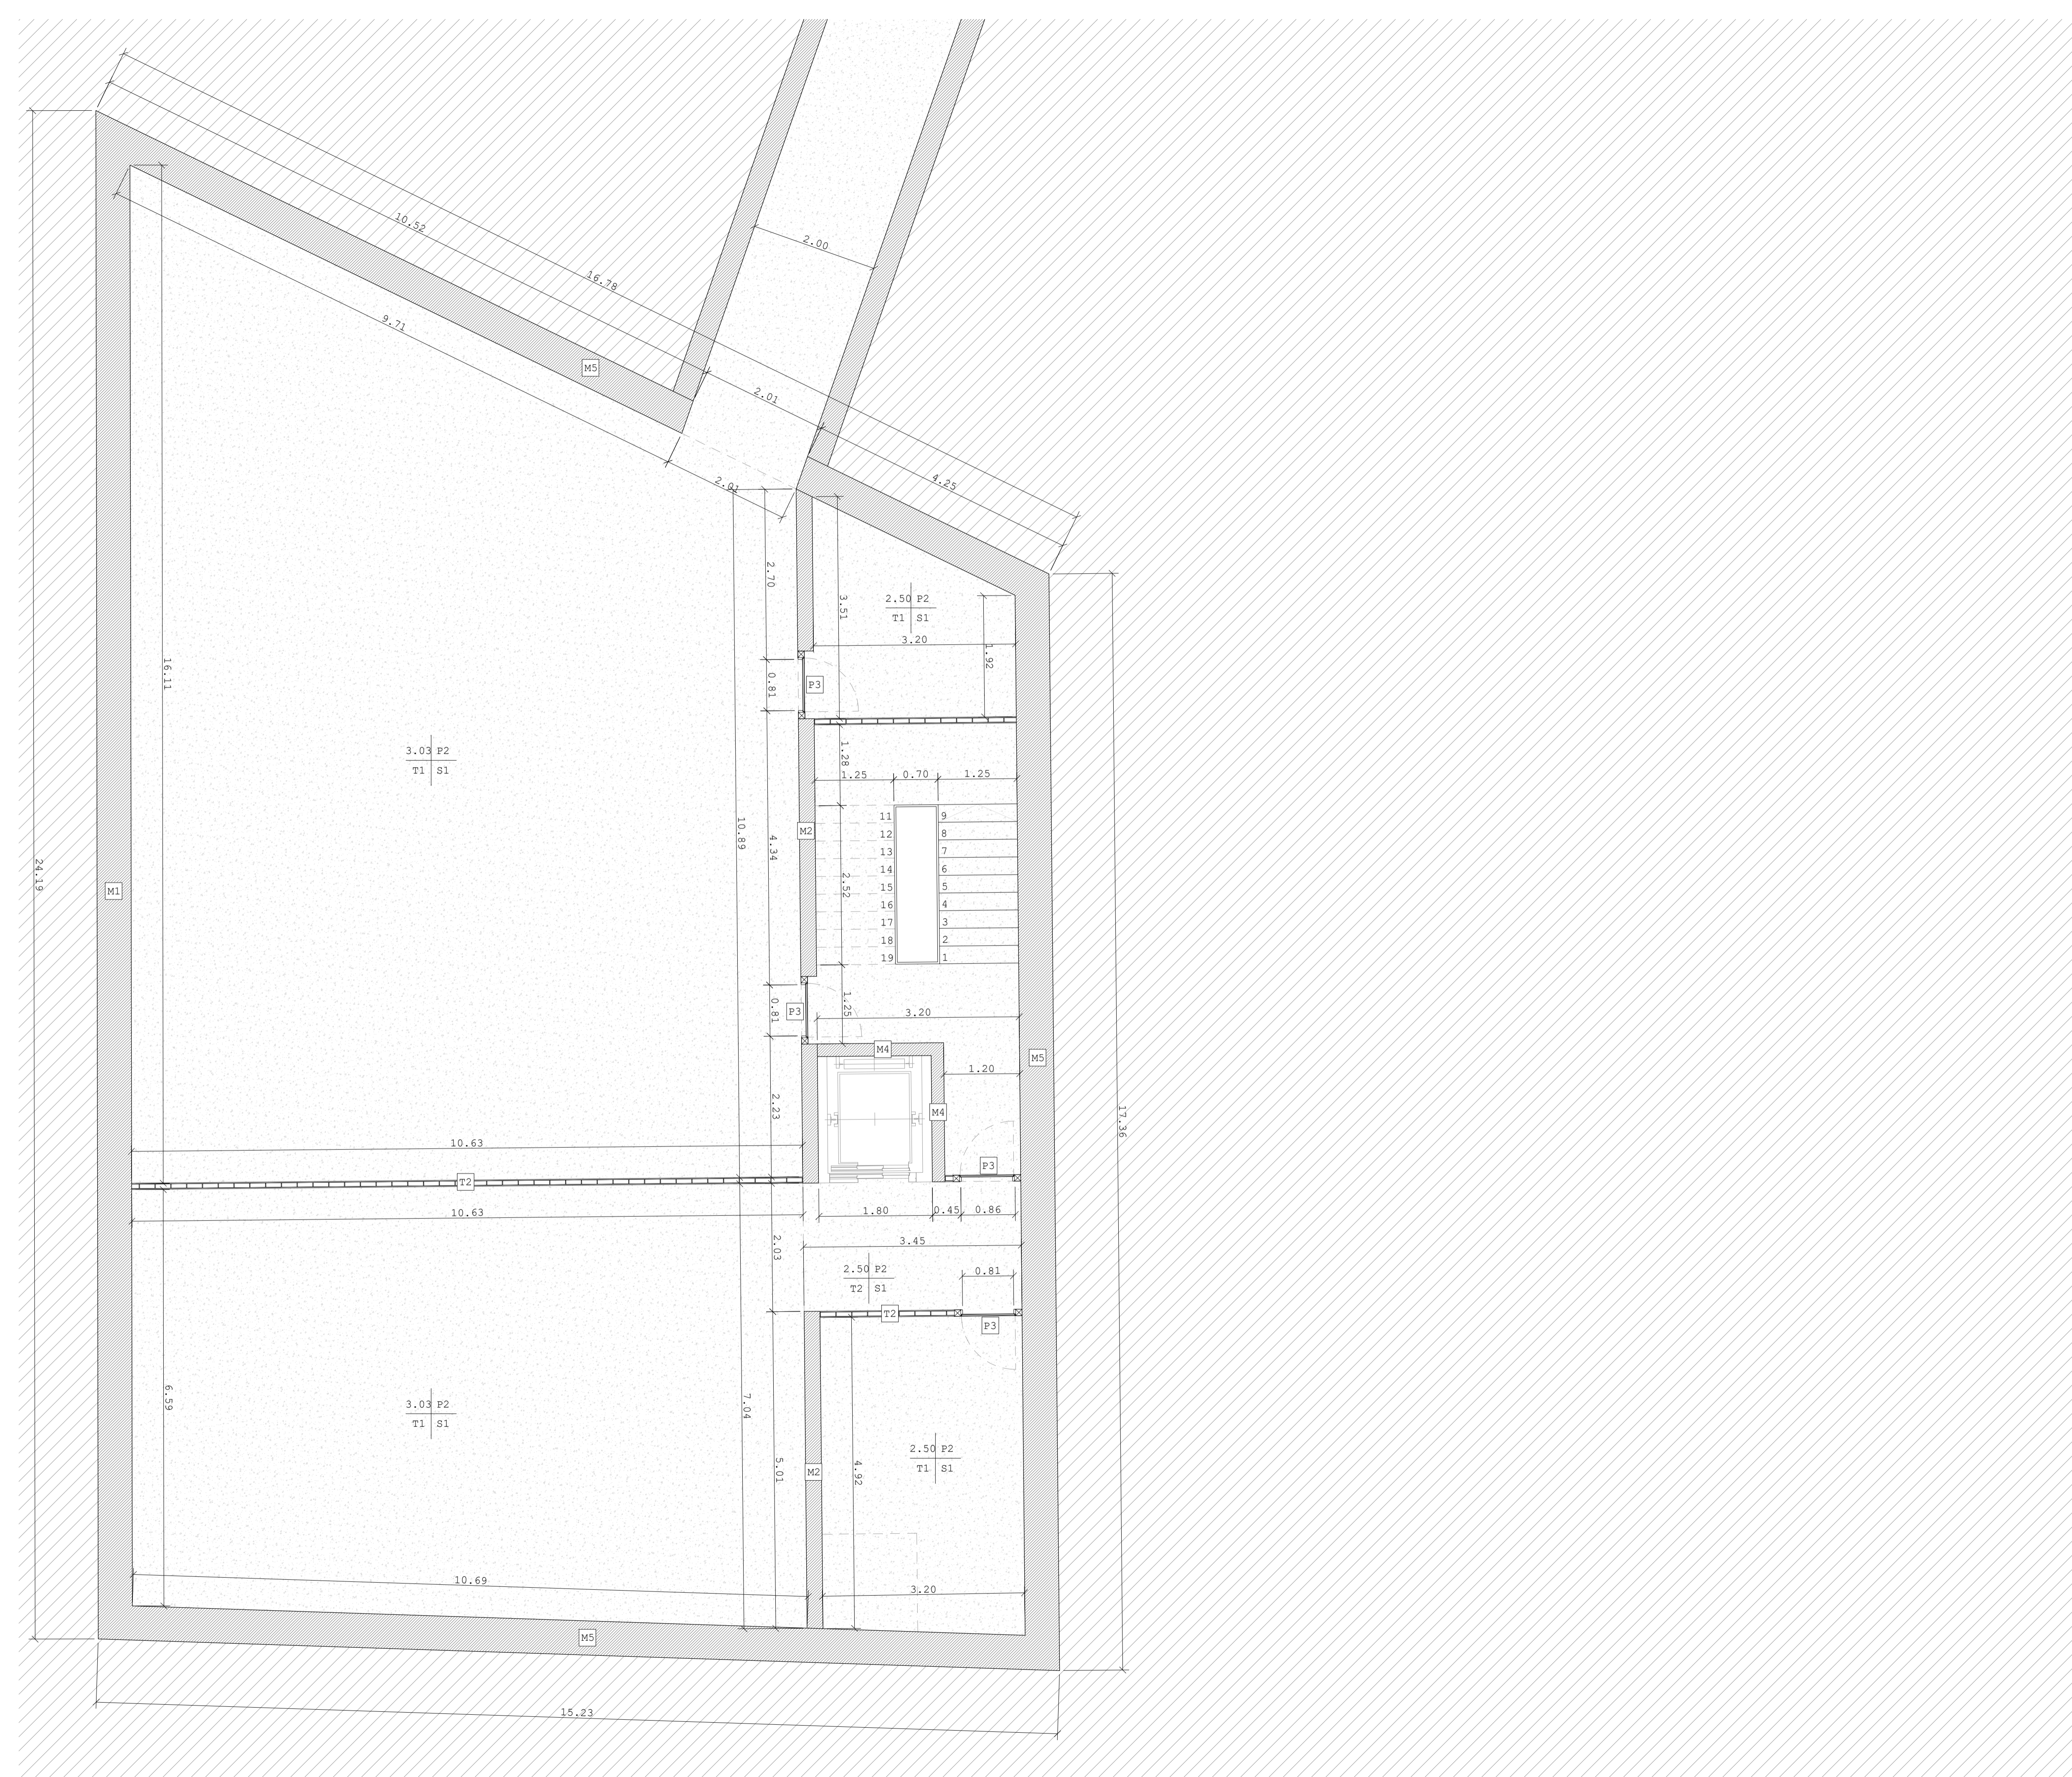 10.52
16.78
2.00
9.71
M5
2.01
4.25
2.01
2.70
3.51
2.50 P2
T1 S1
3.20
1.92
16.11
0.81
P3
3.03 P2
T1 S1
1.28
1.25 0.70 1.25
10.89
M2
4.34
11 9
12 8
13 7
14 6
15 5
16 4
17 3
18 2
19 1
2.52
24.19
M1
0.81
P3
1.25
3.20
M4
M5
1.20
2.23
M4
17.36
10.63
P3
T2
10.63
1.80 0.45 0.86
2.03
3.45
2.50 P2
T2 S1
0.81
T2
P3
6.59
3.03 P2
T1 S1
7.04
5.01
M2
4.92
2.50 P2
T1 S1
10.69
3.20
M5
15.23